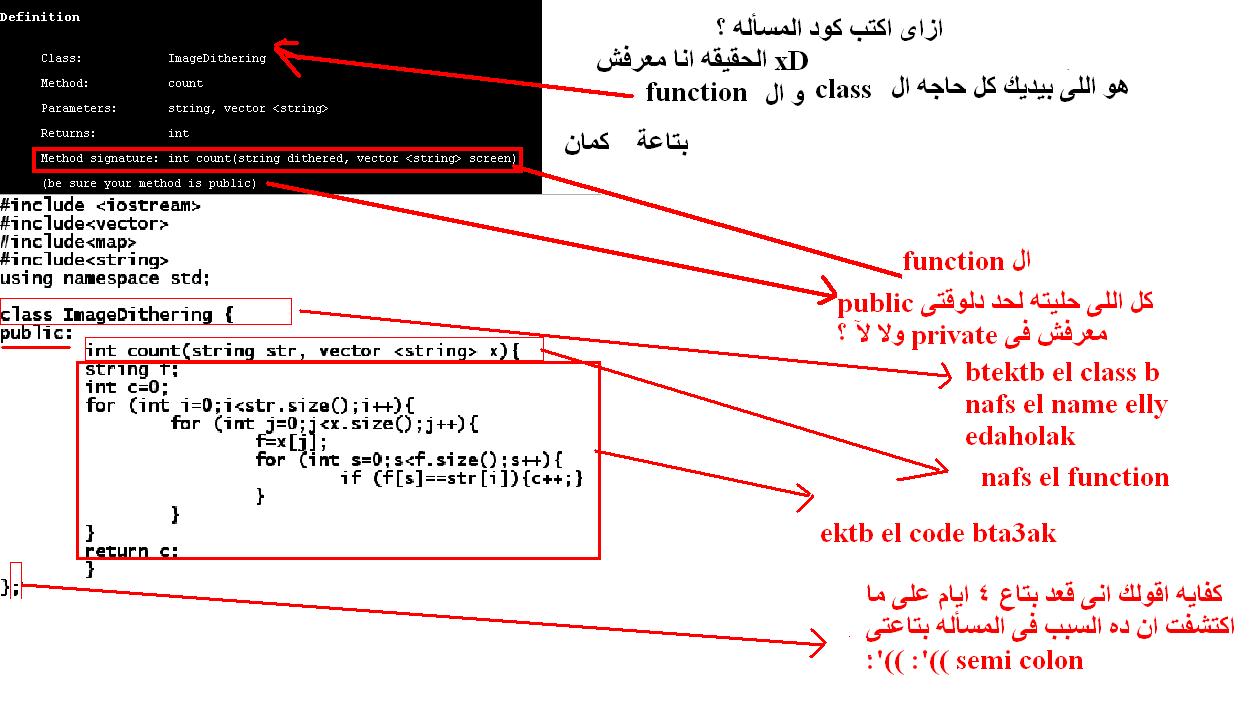 Definition
Class: ImageDithering
Method: count
Parameters: string, vector <string>
Returns: int
Method signature: int count(string dithered, vector <string> screen)
(be sure your method is public)
ازاى اكتب كود المسأله ؟
الحقيقه انا معرفش xD
هو اللى بيديك كل حاجه ال class و ال function
بتاعة كمان
#include <iostream>
#include<vector>
#include<map>
#include<string>
using namespace std;
class ImageDithering {
public:
int count(string str, vector <string> x){
string f;
int c=0;
for (int i=0;i<str.size();i++){
for (int j=0;j<x.size();j++){
f=x[j];
for (int s=0;s<f.size();s++){
if (f[s]==str[i]){c++;}
}
}
}
return c;
}
};
ال function
كل اللى حليته لحد دلوقتى public
معرفش فى private ولا لآ ؟
btektb el class b
nafs el name elly
edaholak
nafs el function
ektb el code bta3ak
كفايه اقولك انى قعد بتاع ٤ ايام على ما
اكتشفت ان ده السبب فى المسأله بتاعتى
semi colon ((': ((':؛